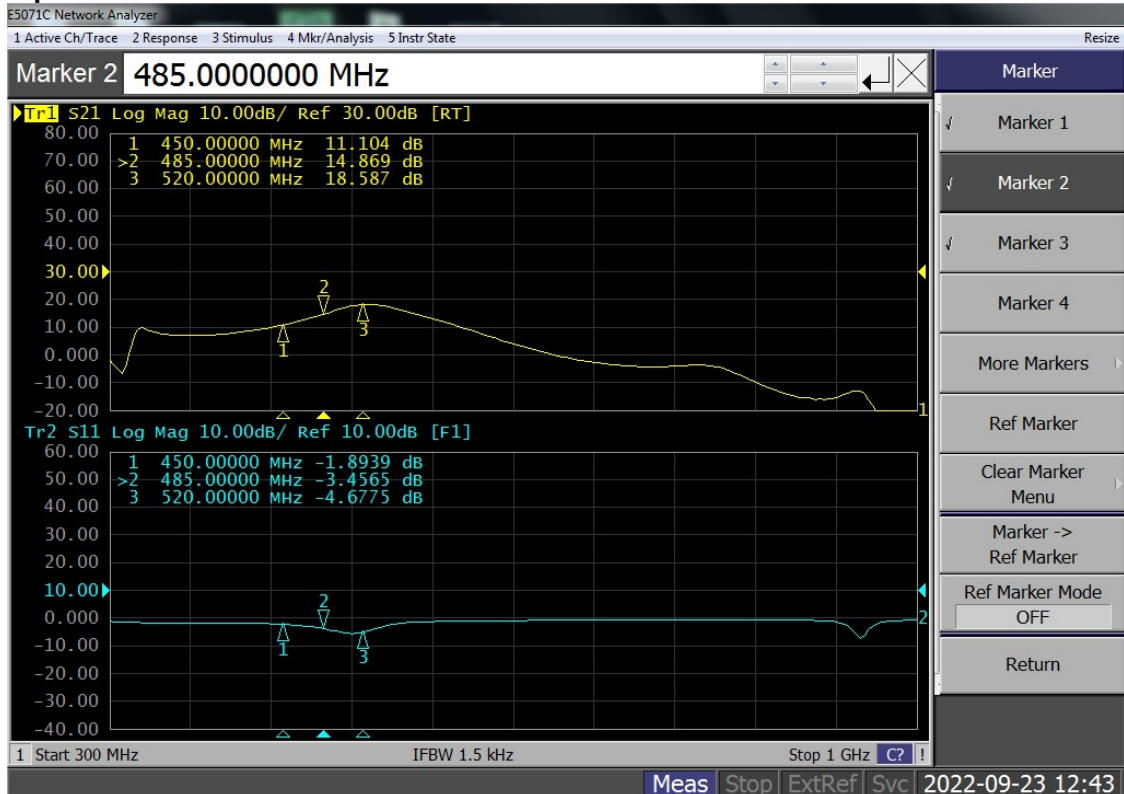 E5071C Network Analyzer
1 Active Ch/Trace 2 Response 3 Stimulus 4 Mkr/Analysis 5 Instr State Resize
Marker 2 485.0000000 MHz
Tr1 S21 Log Mag 10.00dB/ Ref 30.00dB [RT]
80.00
1 450.00000 MHz 11.104 dB
70.00 >2 485.00000 MHz 14.869 dB
3 520.00000 MHz 18.587 dB
60.00
50.00
40.00
30.00
20.00
10.00
0.000
-10.00
-20.00
2
1
3
1
Tr2 S11 Log Mag 10.00dB/ Ref 10.00dB [F1]
60.00
1 450.00000 MHz -1.8939 dB
50.00 >2 485.00000 MHz -3.4565 dB
3 520.00000 MHz -4.6775 dB
40.00
30.00
20.00
10.00
0.000
-10.00
-20.00
-30.00
-40.00
2
1
3
2
1 Start 300 MHz IFBW 1.5 kHz Stop 1 GHz C? !
Meas Stop ExtRef Svc 2022-09-23 12:43
Marker
√ Marker 1
√ Marker 2
√ Marker 3
Marker 4
More Markers
Ref Marker
Clear Marker
Menu
Marker ->
Ref Marker
Ref Marker Mode
OFF
Return